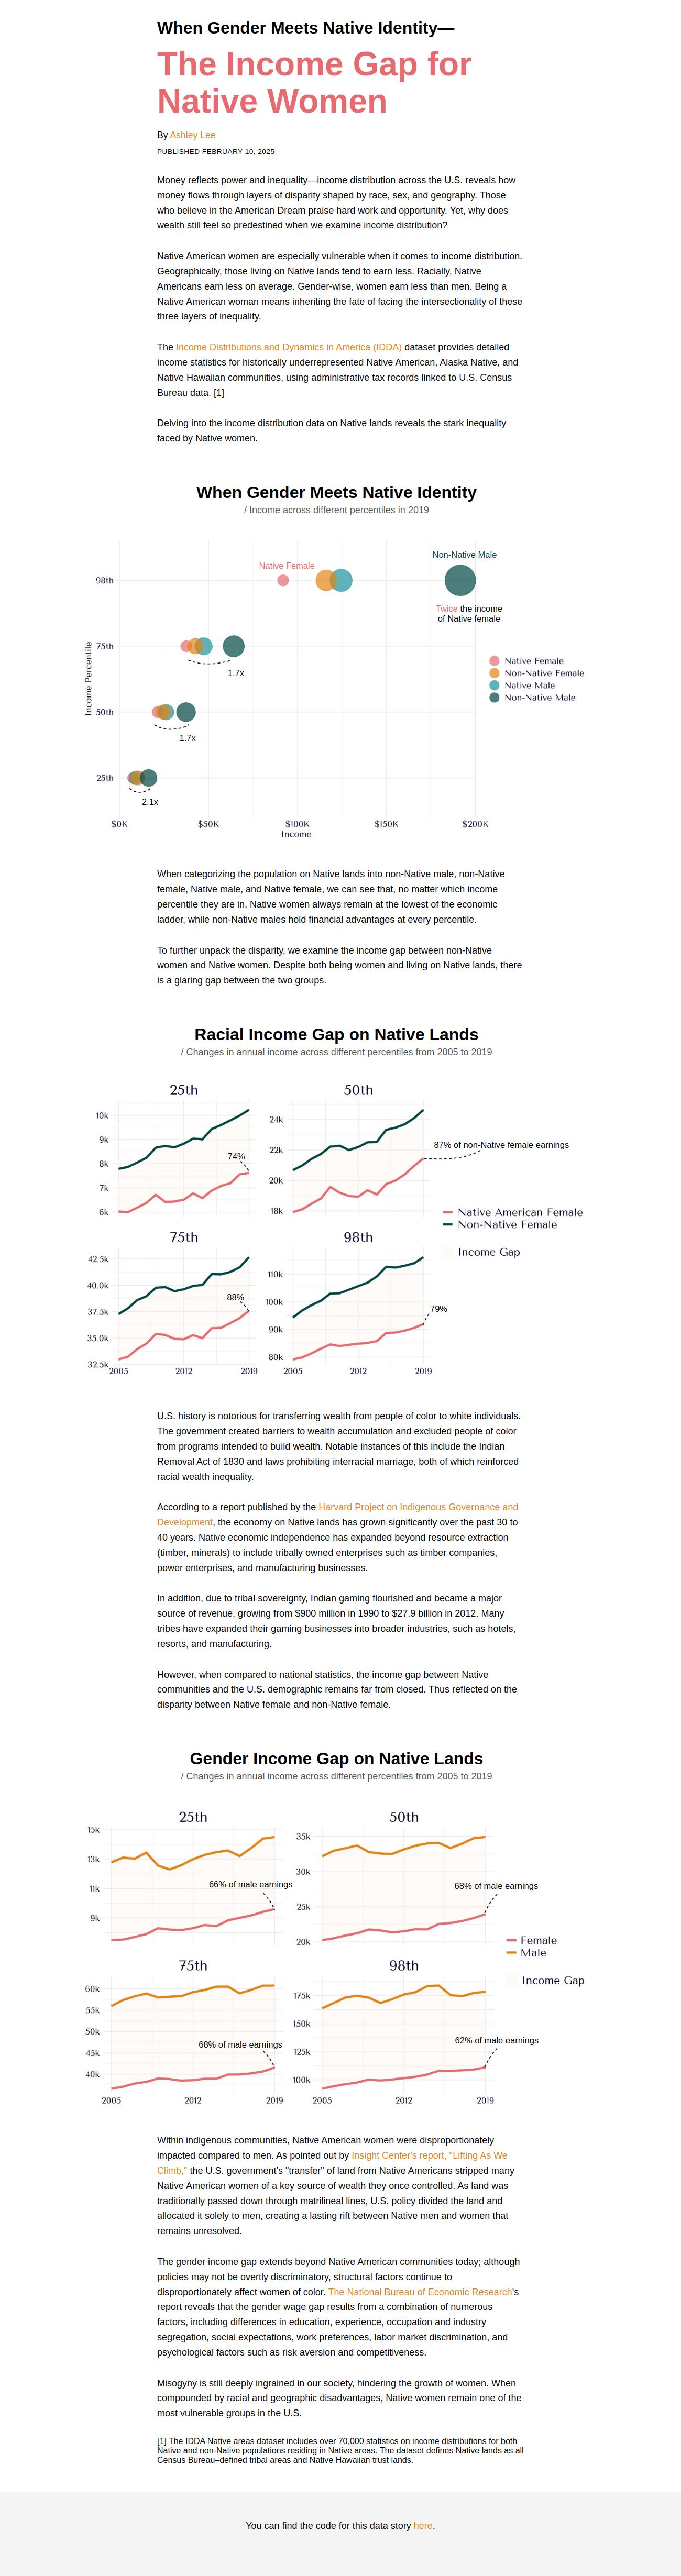 When Gender Meets Native Identity—
The Income Gap for
Native Women
By Ashley Lee
PUBLISHED FEBRUARY 10, 2025
Money reflects power and inequality—income distribution across the U.S. reveals how
money flows through layers of disparity shaped by race, sex, and geography. Those
who believe in the American Dream praise hard work and opportunity. Yet, why does
wealth still feel so predestined when we examine income distribution?
Native American women are especially vulnerable when it comes to income distribution.
Geographically, those living on Native lands tend to earn less. Racially, Native
Americans earn less on average. Gender-wise, women earn less than men. Being a
Native American woman means inheriting the fate of facing the intersectionality of these
three layers of inequality.
The Income Distributions and Dynamics in America (IDDA) dataset provides detailed
income statistics for historically underrepresented Native American, Alaska Native, and
Native Hawaiian communities, using administrative tax records linked to U.S. Census
Bureau data. [1]
Delving into the income distribution data on Native lands reveals the stark inequality
faced by Native women.
When Gender Meets Native Identity
/ Income across different percentiles in 2019
Non-Native Male
Native Female
98th
Twice the income
of Native female
75th
1.7x
Income Percentile
Native Female
Non-Native Female
Native Male
Non-Native Male
50th
1.7x
25th
2.1x
$0K $50K $100K $150K $200K
Income
When categorizing the population on Native lands into non-Native male, non-Native
female, Native male, and Native female, we can see that, no matter which income
percentile they are in, Native women always remain at the lowest of the economic
ladder, while non-Native males hold financial advantages at every percentile.
To further unpack the disparity, we examine the income gap between non-Native
women and Native women. Despite both being women and living on Native lands, there
is a glaring gap between the two groups.
Racial Income Gap on Native Lands
/ Changes in annual income across different percentiles from 2005 to 2019
25th
10k
9k
8k
7k
6k
74%
50th
24k
22k
20k
18k
87% of non-Native female earnings
Native American Female
Non-Native Female
Income Gap
75th
42.5k
40.0k
37.5k
35.0k
32.5k
88%
2005 2012 2019
98th
110k
100k
90k
80k
79%
2005 2012 2019
U.S. history is notorious for transferring wealth from people of color to white individuals.
The government created barriers to wealth accumulation and excluded people of color
from programs intended to build wealth. Notable instances of this include the Indian
Removal Act of 1830 and laws prohibiting interracial marriage, both of which reinforced
racial wealth inequality.
According to a report published by the Harvard Project on Indigenous Governance and
Development, the economy on Native lands has grown significantly over the past 30 to
40 years. Native economic independence has expanded beyond resource extraction
(timber, minerals) to include tribally owned enterprises such as timber companies,
power enterprises, and manufacturing businesses.
In addition, due to tribal sovereignty, Indian gaming flourished and became a major
source of revenue, growing from $900 million in 1990 to $27.9 billion in 2012. Many
tribes have expanded their gaming businesses into broader industries, such as hotels,
resorts, and manufacturing.
However, when compared to national statistics, the income gap between Native
communities and the U.S. demographic remains far from closed. Thus reflected on the
disparity between Native female and non-Native female.
Gender Income Gap on Native Lands
/ Changes in annual income across different percentiles from 2005 to 2019
25th
15k
13k
11k
9k
66% of male earnings
50th
35k
30k
25k
20k
68% of male earnings
Female
Male
Income Gap
75th
60k
55k
50k
45k
40k
68% of male earnings
2005 2012 2019
98th
175k
150k
125k
100k
62% of male earnings
2005 2012 2019
Within indigenous communities, Native American women were disproportionately
impacted compared to men. As pointed out by Insight Center's report, "Lifting As We
Climb," the U.S. government's "transfer" of land from Native Americans stripped many
Native American women of a key source of wealth they once controlled. As land was
traditionally passed down through matrilineal lines, U.S. policy divided the land and
allocated it solely to men, creating a lasting rift between Native men and women that
remains unresolved.
The gender income gap extends beyond Native American communities today; although
policies may not be overtly discriminatory, structural factors continue to
disproportionately affect women of color. The National Bureau of Economic Research's
report reveals that the gender wage gap results from a combination of numerous
factors, including differences in education, experience, occupation and industry
segregation, social expectations, work preferences, labor market discrimination, and
psychological factors such as risk aversion and competitiveness.
Misogyny is still deeply ingrained in our society, hindering the growth of women. When
compounded by racial and geographic disadvantages, Native women remain one of the
most vulnerable groups in the U.S.
[1] The IDDA Native areas dataset includes over 70,000 statistics on income distributions for both
Native and non-Native populations residing in Native areas. The dataset defines Native lands as all
Census Bureau–defined tribal areas and Native Hawaiian trust lands.
You can find the code for this data story here.